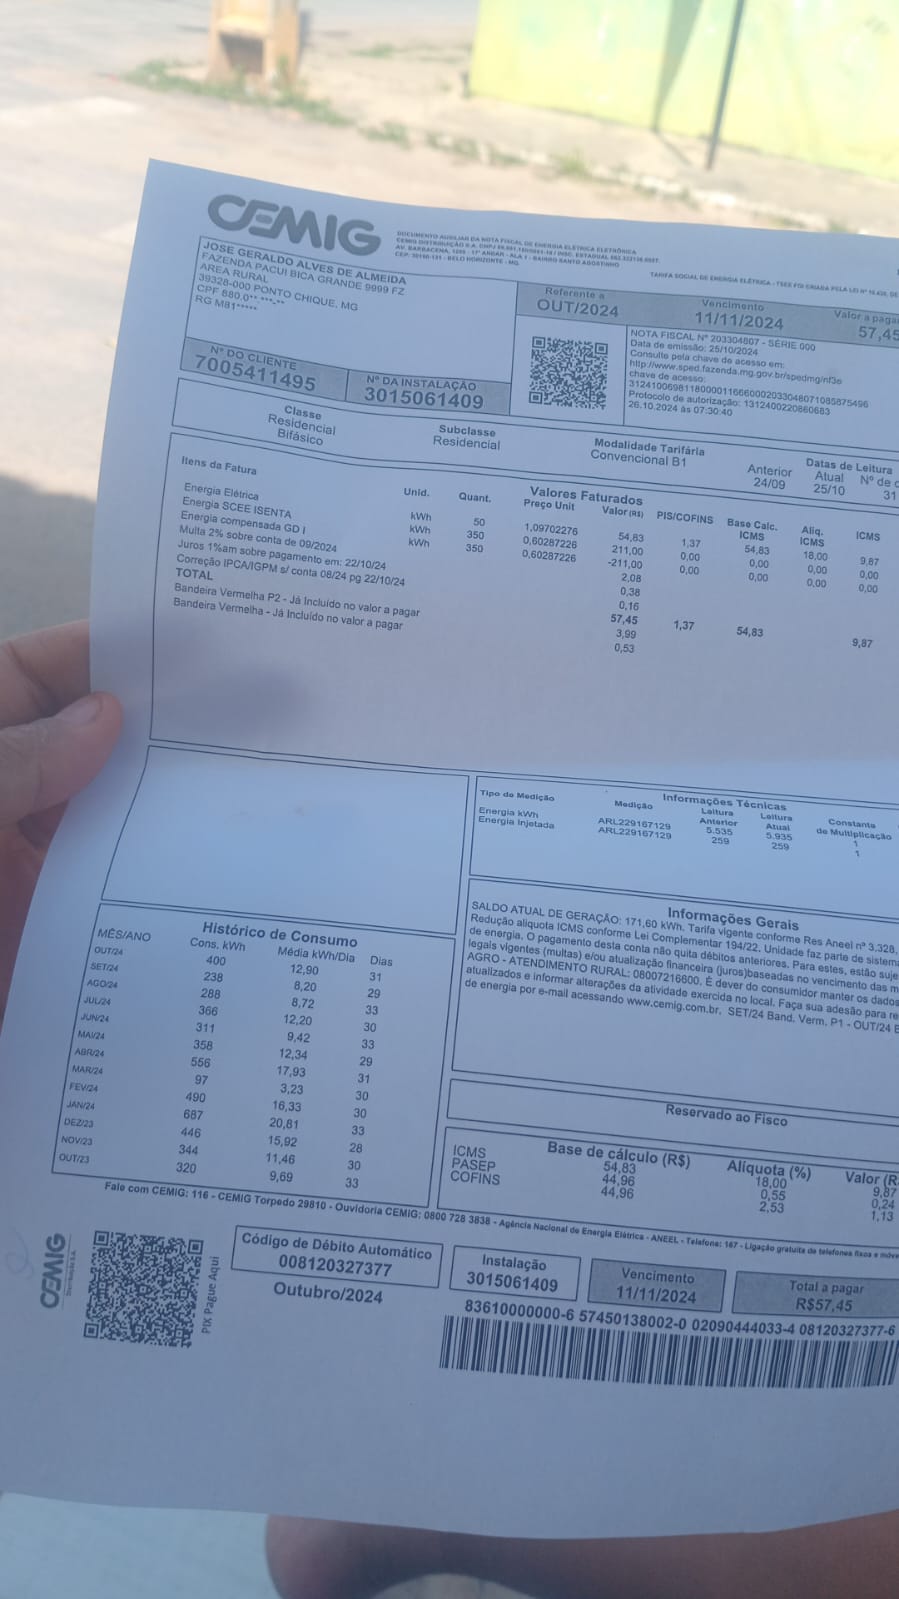 CEMIG
DOCUMENTO AUXILIAR DA NOTA FISCAL DE ENERGIA ELÉTRICA ELETRÔNICA
AV. BARBACENA, 1200 - 17° ANDAR - ALA 1 - BAIRRO SANTO AGOSTINHO
CEP: 30190-131 - BELO HORIZONTE - MG.
TARIFA SOCIAL DE ENERGIA ELÉTRICA - TSEE FOI CRIADA PELA LEI Nº 10.438, DE
JOSE GERALDO ALVES DE ALMEIDA
FAZENDA PACUI BICA GRANDE 9999 FZ
AREA RURAL
39328-000 PONTO CHIQUE, MG
CPF 880.0**.***-**
RG M81*****
Referente a
OUT/2024
Vencimento
11/11/2024
Valor a pagar
57,45
NOTA FISCAL Nº 203304807 - SÉRIE 000
Data de emissão: 25/10/2024
Consulte pela chave de acesso em:
http://www.sped.fazenda.mg.gov.br/spedmg/nf3e
chave de acesso:
Protocolo de autorização: 1312400220860683
26.10.2024 às 07:30:40
Nº DO CLIENTE
7005411495
Nº DA INSTALAÇÃO
3015061409
Classe
Residencial
Bifásico
Subclasse
Residencial
Modalidade Tarifária
Convencional B1
Datas de Leitura
Anterior Atual Nº de d
24/09 25/10 31
Itens da Fatura
Valores Faturados
Unid. Quant. Preço Unit Valor (R$) PIS/COFINS Base Calc. ICMS Aliq. ICMS ICMS
Energia Elétrica kWh 50 1,09702276 54,83 1,37 54,83 18,00 9,87
Energia SCEE ISENTA kWh 350 0,60287226 211,00 0,00 0,00 0,00 0,00
Energia compensada GD I kWh 350 0,60287226 -211,00 0,00 0,00 0,00 0,00
Multa 2% sobre conta de 09/2024 2,08
Juros 1%am sobre pagamento em: 22/10/24 0,38
Correção IPCA/IGPM s/ conta 08/24 pg 22/10/24 0,16
TOTAL 57,45 1,37 54,83 9,87
Bandeira Vermelha P2 - Já Incluído no valor a pagar 3,99
Bandeira Vermelha - Já Incluído no valor a pagar 0,53
Informações Técnicas
Tipo de Medição Medição Leitura Anterior Leitura Atual Constante de Multiplicação
Energia kWh ARL229167129 5.535 5.935 1
Energia Injetada ARL229167129 259 259 1
Informações Gerais
SALDO ATUAL DE GERAÇÃO: 171,60 kWh. Tarifa vigente conforme Res Aneel nº 3.328,
Redução aliquota ICMS conforme Lei Complementar 194/22. Unidade faz parte de sistema
de energia. O pagamento desta conta não quita débitos anteriores. Para estes, estão suje
legais vigentes (multas) e/ou atualização financeira (juros)baseadas no vencimento das
AGRO - ATENDIMENTO RURAL: 08007216600. É dever do consumidor manter os dados
atualizados e informar alterações da atividade exercida no local. Faça sua adesão para re
de energia por e-mail acessando www.cemig.com.br. SET/24 Band. Verm. P1 - OUT/24 B
Histórico de Consumo
MÊS/ANO Cons. kWh Média kWh/Dia Dias
OUT/24 400 12,90 31
SET/24 238 8,20 29
AGO/24 288 8,72 33
JUL/24 366 12,20 30
JUN/24 311 9,42 33
MAI/24 358 12,34 29
ABR/24 556 17,93 31
MAR/24 97 3,23 30
FEV/24 490 16,33 30
JAN/24 687 20,81 33
DEZ/23 446 15,92 28
NOV/23 344 11,46 30
OUT/23 320 9,69 33
Reservado ao Fisco
Base de cálculo (R$) Alíquota (%) Valor (R
ICMS 54,83 18,00 9,87
PASEP 44,96 0,55 0,24
COFINS 44,96 2,53 1,13
Fale com CEMIG: 116 - CEMIG Torpedo 29810 - Ouvidoria CEMIG: 0800 728 3838 - Agência Nacional de Energia Elétrica - ANEEL - Telefone: 167 - Ligação gratuita de telefones fixos e móve
CEMIG
Distribuição S.A.
PIX Pague Aqui
Código de Débito Automático
008120327377
Outubro/2024
Instalação
3015061409
Vencimento
11/11/2024
Total a pagar
R$57,45
83610000000-6 57450138002-0 02090444033-4 08120327377-6